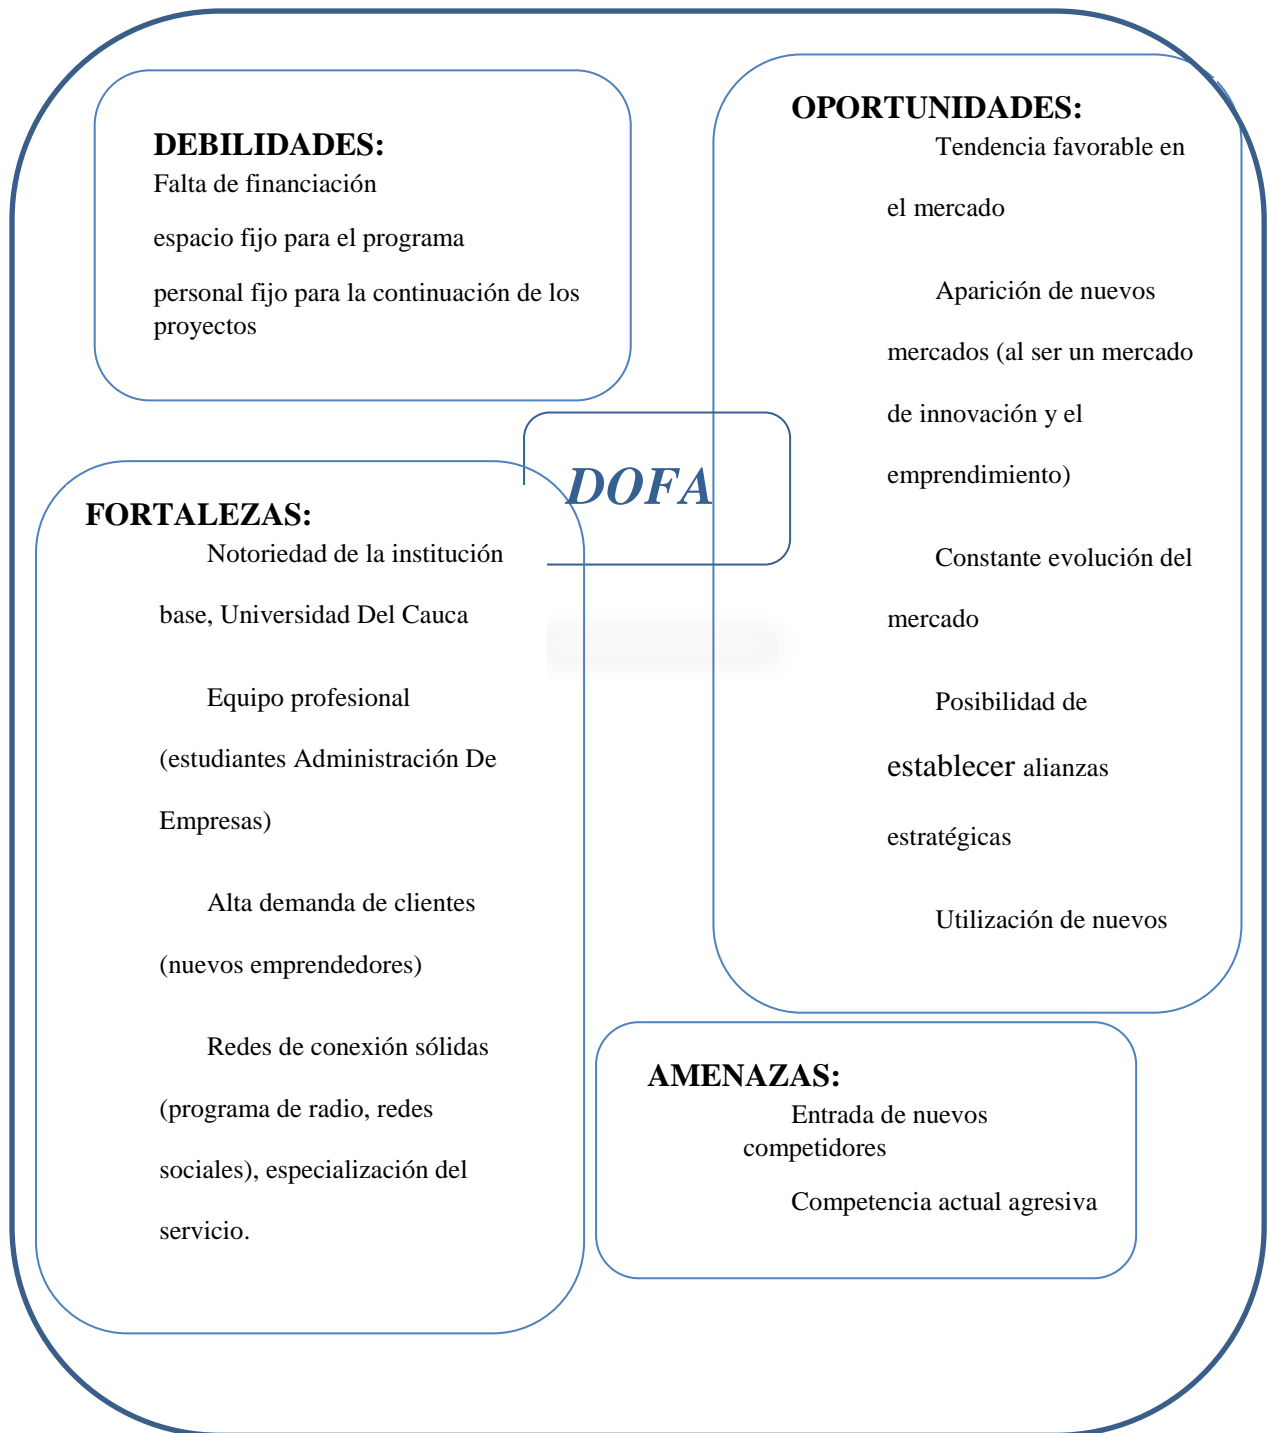 DEBILIDADES:
Falta de financiación
espacio fijo para el programa
personal fijo para la continuación de los
proyectos
OPORTUNIDADES:
Tendencia favorable en
el mercado
Aparición de nuevos
mercados (al ser un mercado
de innovación y el
emprendimiento)
Constante evolución del
mercado
Posibilidad de
establecer alianzas
estratégicas
Utilización de nuevos
DOFA
FORTALEZAS:
Notoriedad de la institución
base, Universidad Del Cauca
Equipo profesional
(estudiantes Administración De
Empresas)
Alta demanda de clientes
(nuevos emprendedores)
Redes de conexión sólidas
(programa de radio, redes
sociales), especialización del
servicio.
AMENAZAS:
Entrada de nuevos
competidores
Competencia actual agresiva